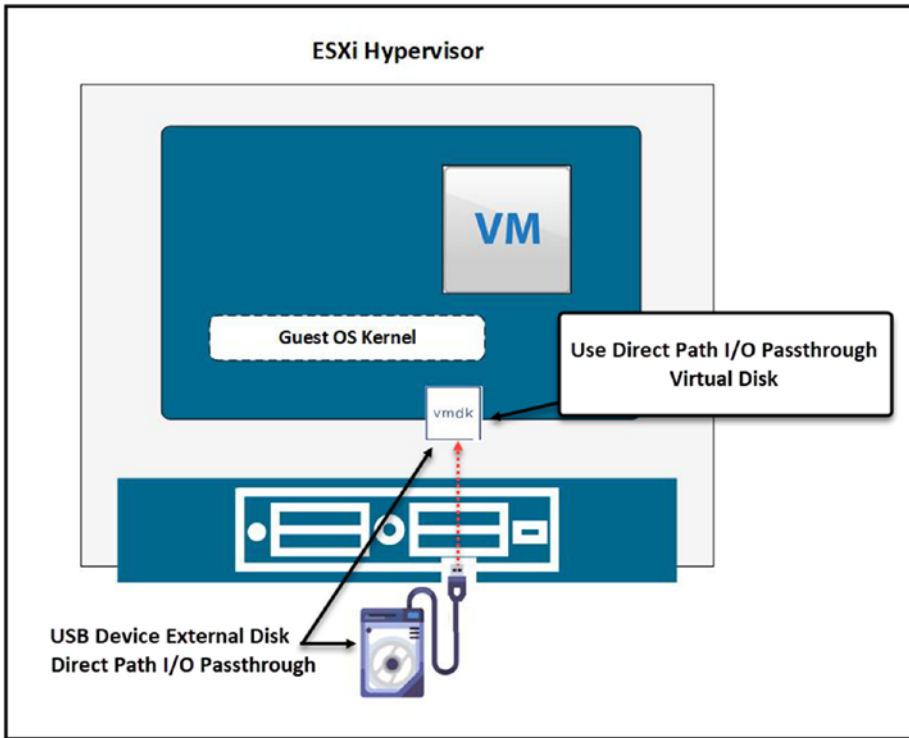 ESXi Hypervisor
VM
Guest OS Kernel
Use Direct Path I/O Passthrough
Virtual Disk
vmdk
USB Device External Disk
Direct Path I/O Passthrough